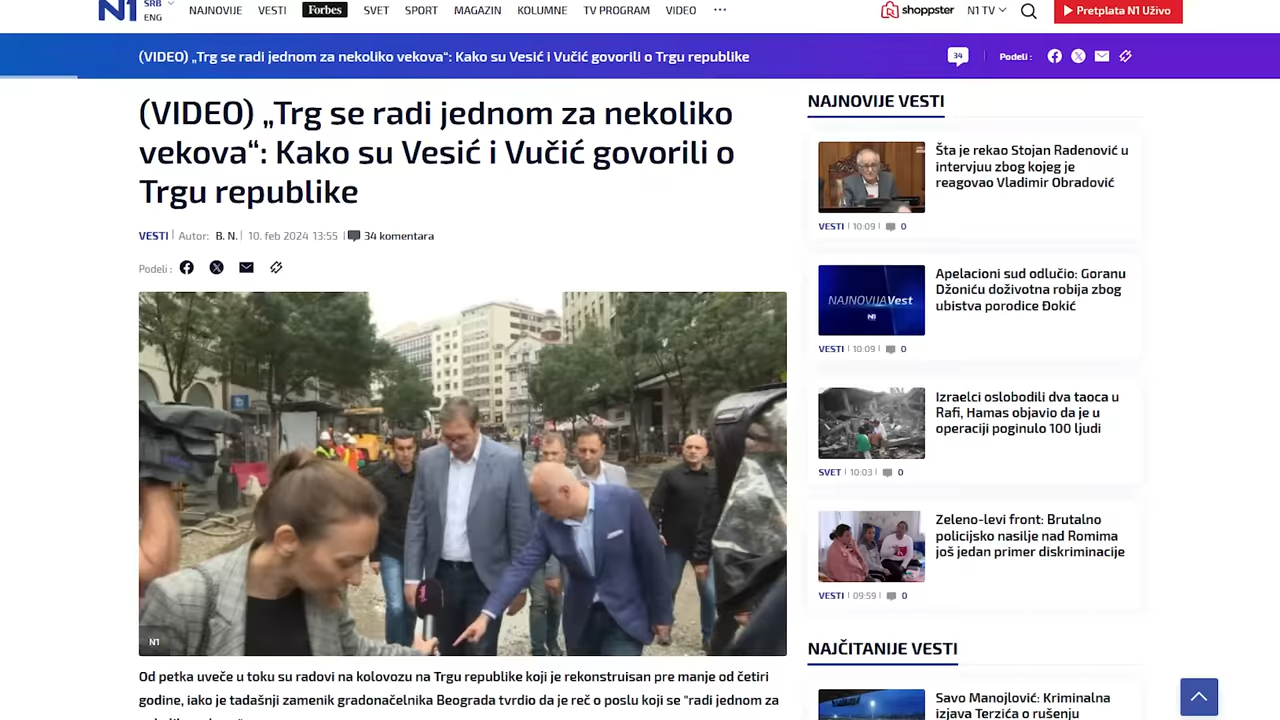 N1
SRB
ENG
NAJNOVIJE VESTI Forbes SVET SPORT MAGAZIN KOLUMNE TV PROGRAM VIDEO
shoppster N1 TV Pretplata N1 Uživo
(VIDEO) „Trg se radi jednom za nekoliko vekova“: Kako su Vesić i Vučić govorili o Trgu republike
34 Podeli :
(VIDEO) „Trg se radi jednom za nekoliko
vekova“: Kako su Vesić i Vučić govorili o
Trgu republike
VESTI | Autor: B. N. | 10. feb 2024 13:55 | 34 komentara
Podeli :
N1
Od petka uveče u toku su radovi na kolovozu na Trgu republike koji je rekonstruisan pre manje od četiri
godine, iako je tadašnji zamenik gradonačelnika Beograda tvrdio da je reč o poslu koji se "radi jednom za
NAJNOVIJE VESTI
Šta je rekao Stojan Radenović u
intervjuu zbog kojeg je
reagovao Vladimir Obradović
VESTI | 10:09 | 0
NAJNOVIJA Vest
N1
Apelacioni sud odlučio: Goranu
Džoniću doživotna robija zbog
ubistva porodice Đokić
VESTI | 10:09 | 0
Izraelci oslobodili dva taoca u
Rafi, Hamas objavio da je u
operaciji poginulo 100 ljudi
SVET | 10:03 | 0
Zeleno-levi front: Brutalno
policijsko nasilje nad Romima
još jedan primer diskriminacije
VESTI | 09:59 | 0
NAJČITANIJE VESTI
Savo Manojlović: Kriminalna
izjava Terzića o rušenju